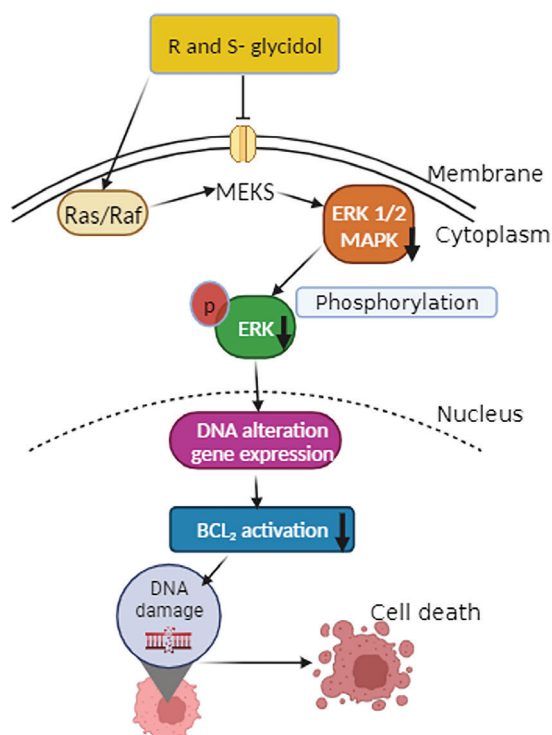 R and S- glycidol
Membrane
Ras/Raf
MEKS
ERK 1/2
MAPK
Cytoplasm
Phosphorylation
p
ERK
Nucleus
DNA alteration
gene expression
BCL₂ activation
DNA
damage
Cell death